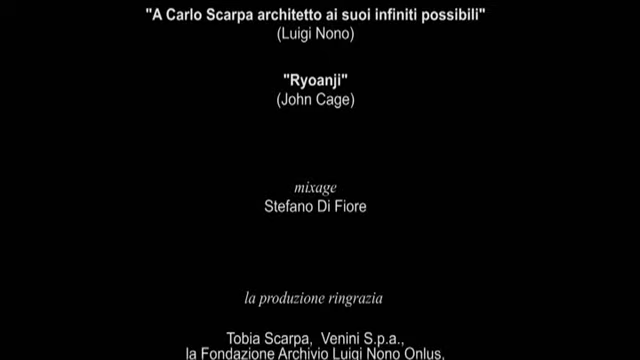 "A Carlo Scarpa architetto ai suoi infiniti possibili"
(Luigi Nono)
"Ryoanji"
(John Cage)
mixage
Stefano Di Fiore
la produzione ringrazia
Tobia Scarpa, Venini S.p.a.,
la Fondazione Archivio Luigi Nono Onlus,